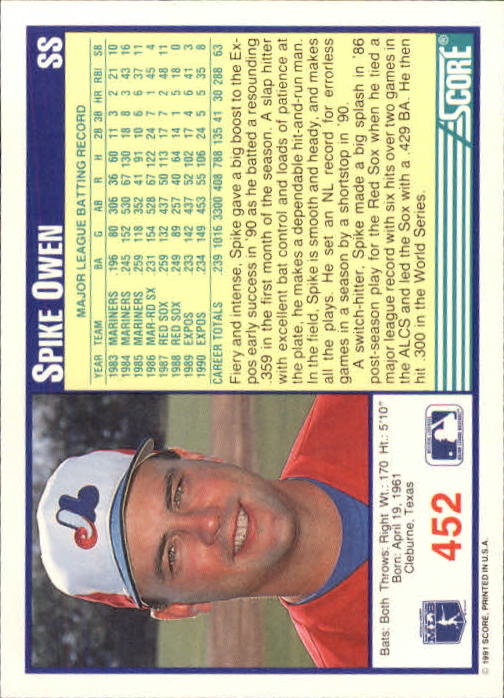 SPIKE OWEN SS
MAJOR LEAGUE BATTING RECORD
YEAR TEAM BA G AB R H 2B 3B HR RBI SB
1983 MARINERS .196 80 306 36 60 11 3 2 21 10
1984 MARINERS .245 152 530 67 130 18 8 3 43 16
1985 MARINERS .259 118 352 41 91 10 6 6 37 11
1986 MAR-RD SX .231 154 528 67 122 24 7 1 45 4
1987 RED SOX .259 132 437 50 113 17 7 2 48 11
1988 RED SOX .249 89 257 40 64 14 1 5 18 0
1989 EXPOS .233 142 437 52 102 17 4 6 41 3
1990 EXPOS .234 149 453 55 106 24 5 5 35 8
CAREER TOTALS .239 1016 3300 408 788 135 41 30 288 63
Fiery and intense, Spike gave a big boost to the Ex-
pos early success in '90 as he batted a resounding
.359 in the first month of the season. A slap hitter
with excellent bat control and loads of patience at
the plate, he makes a dependable hit-and-run man.
In the field, Spike is smooth and heady, and makes
all the plays. He set an NL record for errorless
games in a season by a shortstop in '90.
A switch-hitter, Spike made a big splash in '86
post-season play for the Red Sox when he tied a
major league record with six hits over two games in
the ALCS and led the Sox with a .429 BA. He then
hit .300 in the World Series.
SCORE®
Bats: Both Throws: Right Wt.: 170 Ht.: 5'10"
Born: April 19, 1961
Cleburne, Texas
452
© 1991 SCORE, PRINTED IN U.S.A.